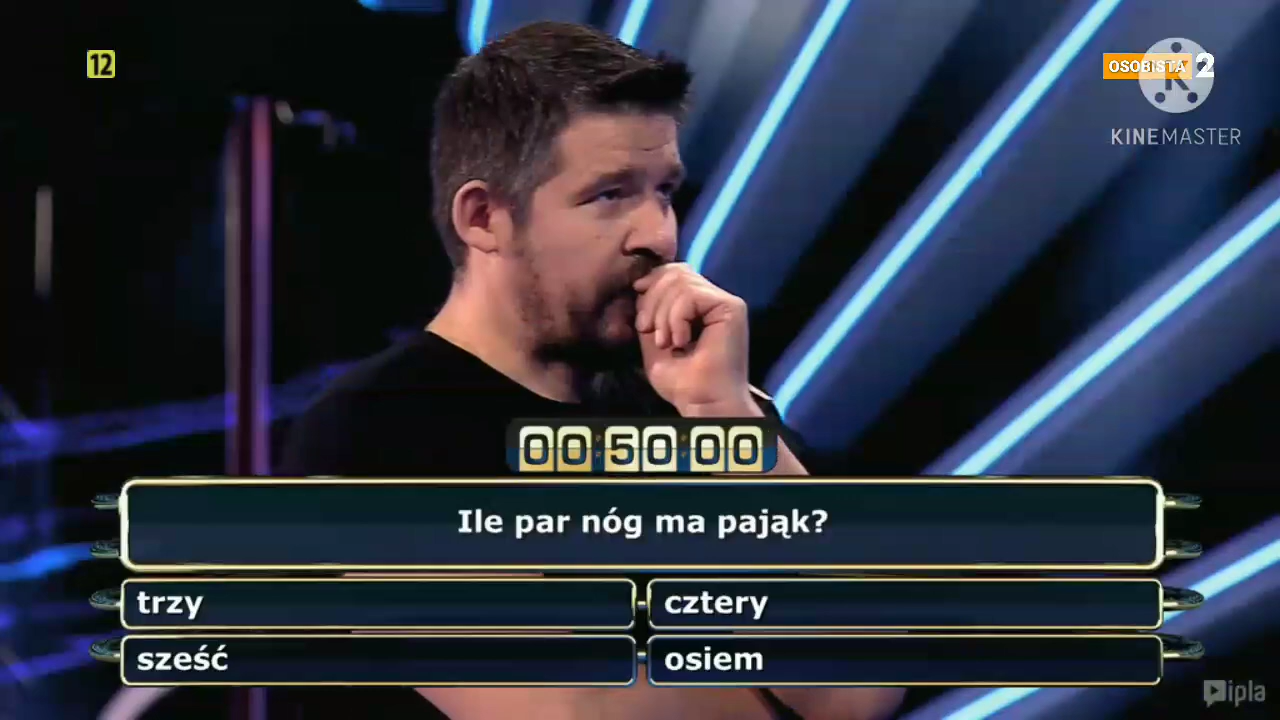 12
OSOBISTA 2
K
KINEMASTER
00:50:00
Ile par nóg ma pająk?
trzy
cztery
sześć
osiem
ipla